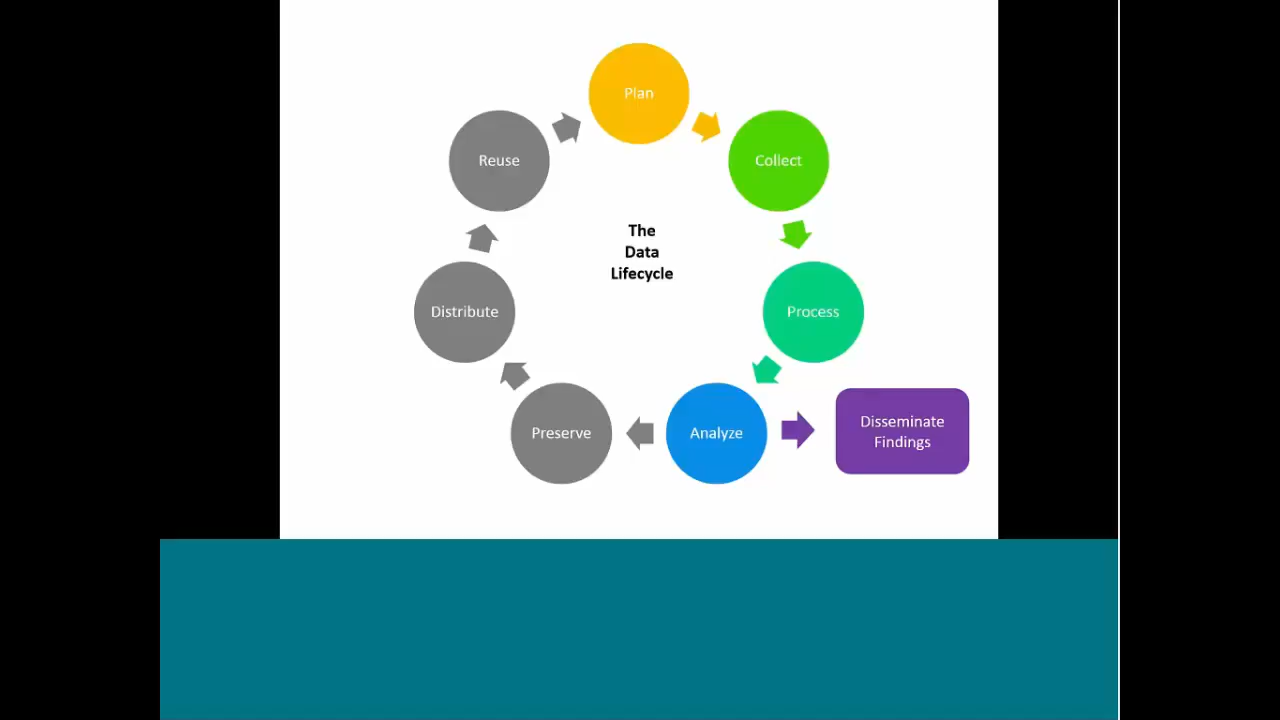 Plan
Collect
Process
Analyze
Disseminate
Findings
Preserve
Distribute
Reuse
The
Data
Lifecycle